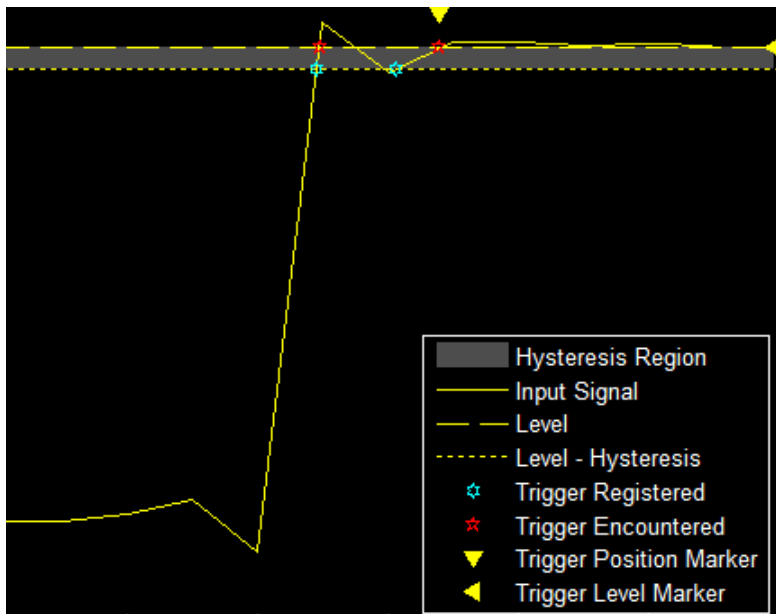 Hysteresis Region
Input Signal
Level
Level - Hysteresis
Trigger Registered
Trigger Encountered
Trigger Position Marker
Trigger Level Marker